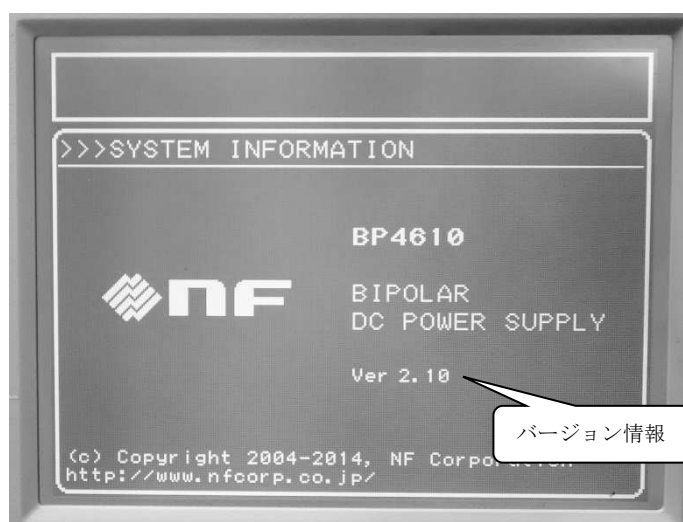 >>>SYSTEM INFORMATION
BP4610
nF
BIPOLAR
DC POWER SUPPLY
Ver 2.10
バージョン情報
(c) Copyright 2004-2014, NF
http://www.nfcorp.co.jp/